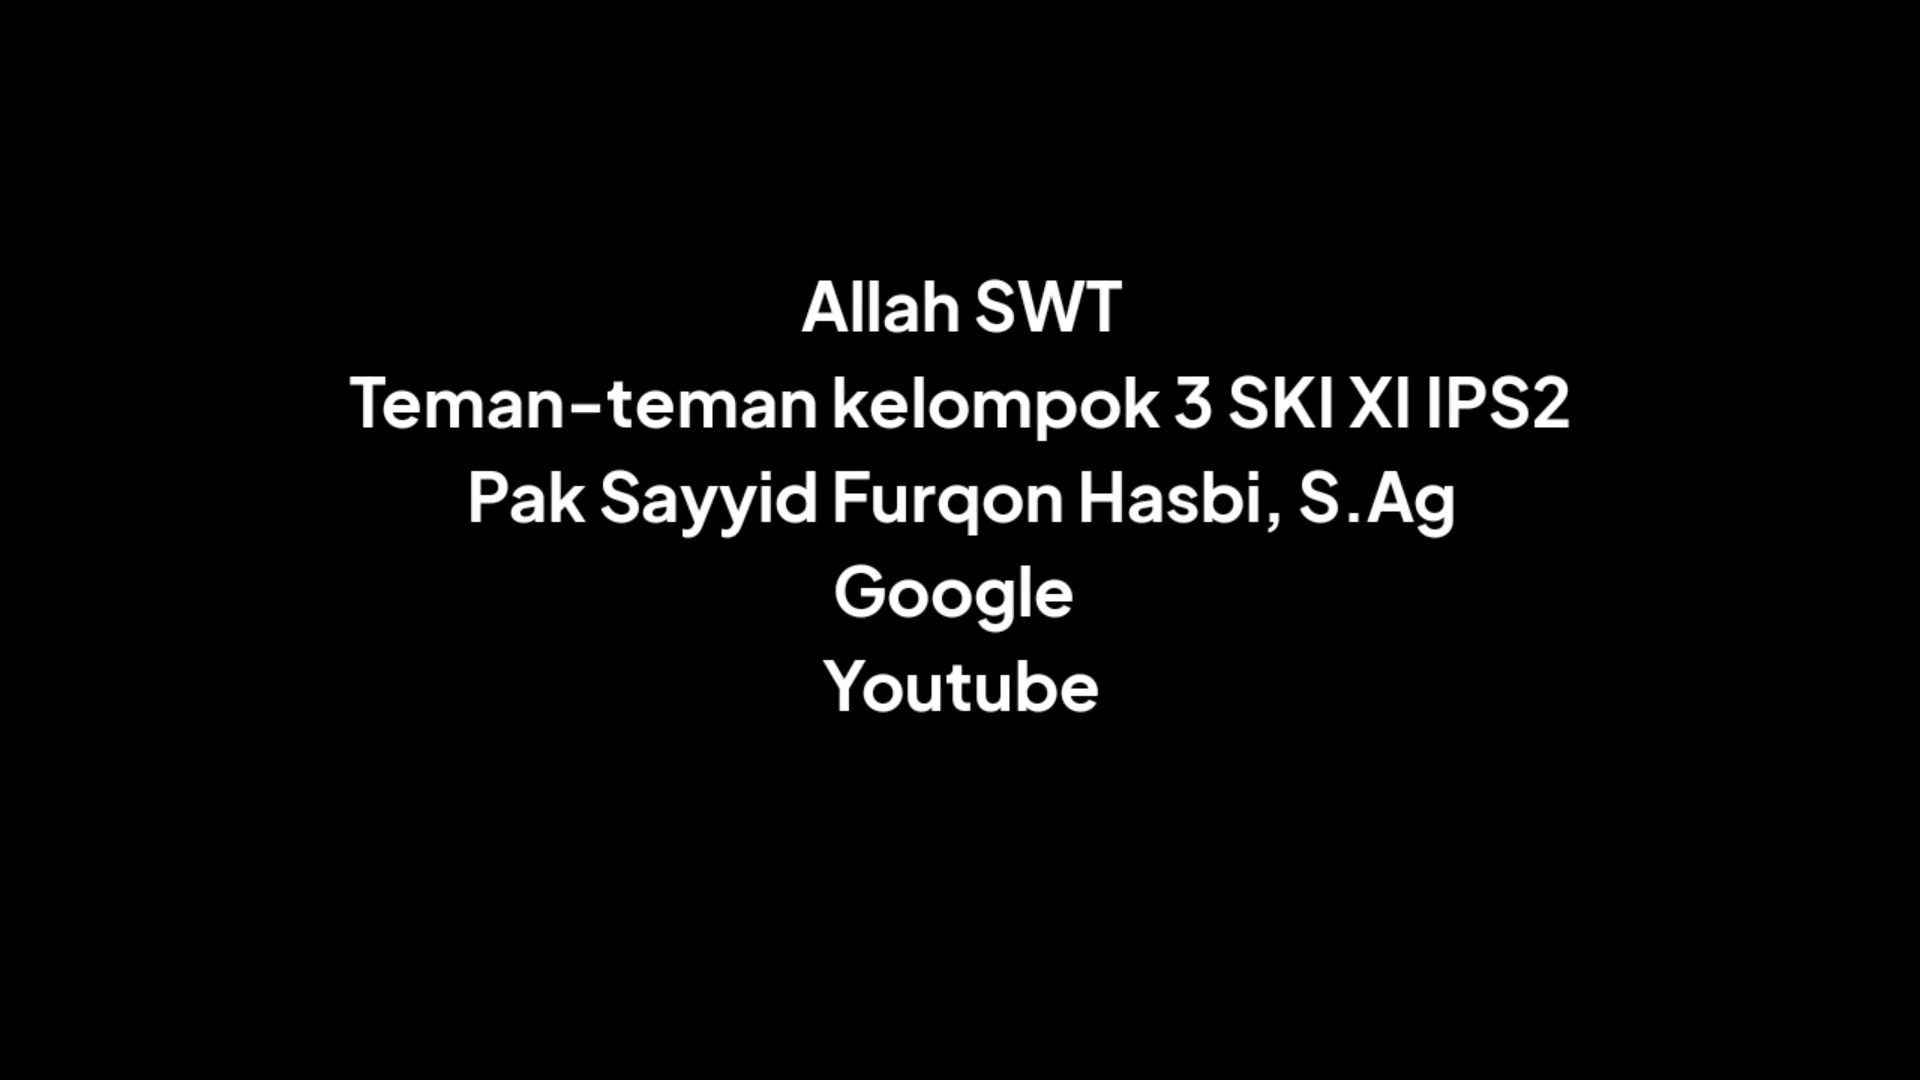 Allah SWT
Teman-teman kelompok 3 SKI XI IPS2
Pak Sayyid Furqon Hasbi, S.Ag
Google
Youtube